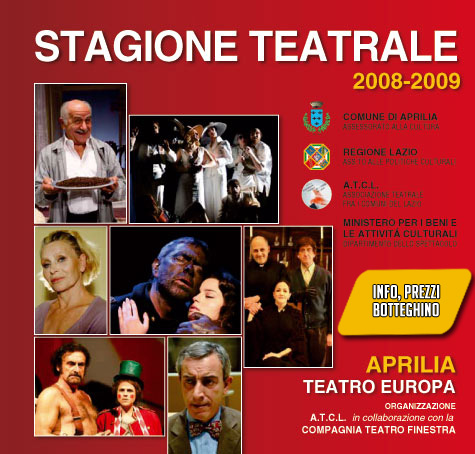 STAGIONE TEATRALE
2008-2009
COMUNE DI APRILIA
REGIONE LAZIO
A.T.C.L.
MINISTERO PER I BENI E
LE ATTIVITÀ CULTURALI
INFO, PREZZI
BOTTEGHINO
APRILIA
TEATRO EUROPA
ORGANIZZAZIONE
A.T.C.L. in collaborazione con la
COMPAGNIA TEATRO FINESTRA